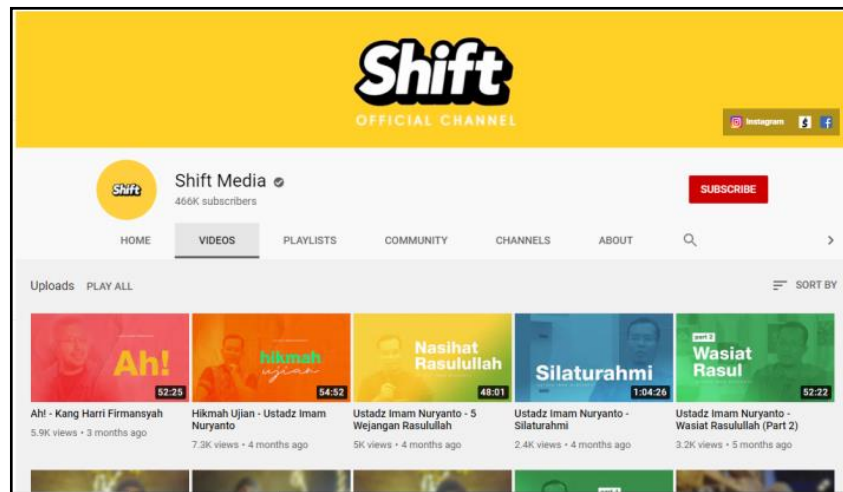 Shift
OFFICIAL CHANNEL
Instagram
Shift
Shift Media
466K subscribers
SUBSCRIBE
HOME VIDEOS PLAYLISTS COMMUNITY CHANNELS ABOUT
Uploads PLAY ALL SORT BY
Ah!
52:25
hikmah
ujian
54:52
Nasihat
Rasulullah
48:01
Silaturahmi
1:04:26
part 2
Wasiat
Rasul
52:22
Ah! - Kang Harri Firmansyah
5.9K views • 3 months ago
Hikmah Ujian - Ustadz Imam
Nuryanto
7.3K views • 4 months ago
Ustadz Imam Nuryanto - 5
Wejangan Rasulullah
5K views • 4 months ago
Ustadz Imam Nuryanto -
Silaturahmi
2.4K views • 4 months ago
Ustadz Imam Nuryanto -
Wasiat Rasulullah (Part 2)
3.2K views • 5 months ago